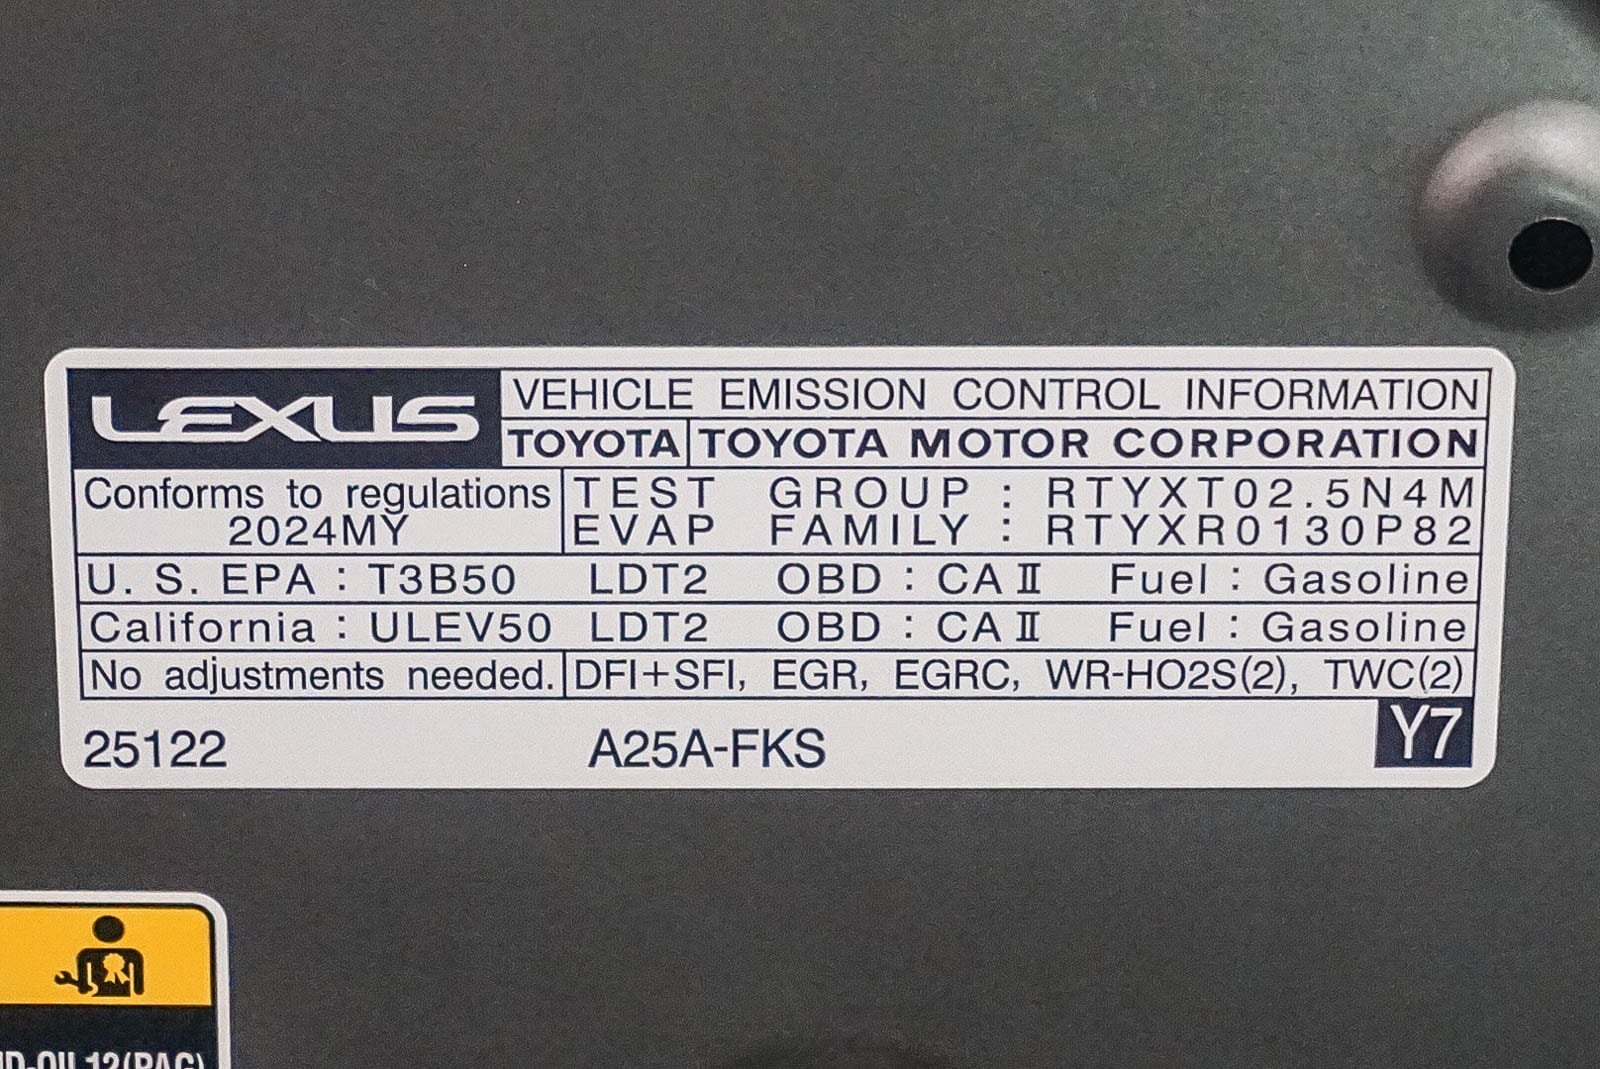 LEXUS VEHICLE EMISSION CONTROL INFORMATION
TOYOTA TOYOTA MOTOR CORPORATION
Conforms to regulations TEST GROUP : RTYXT02.5N4M
2024MY EVAP FAMILY : RTYXR0130P82
U. S. EPA : T3B50 LDT2 OBD : CA II Fuel : Gasoline
California : ULEV50 LDT2 OBD : CA II Fuel : Gasoline
No adjustments needed. DFI+SFI, EGR, EGRC, WR-HO2S(2), TWC(2)
25122 A25A-FKS Y7
12(PAG)